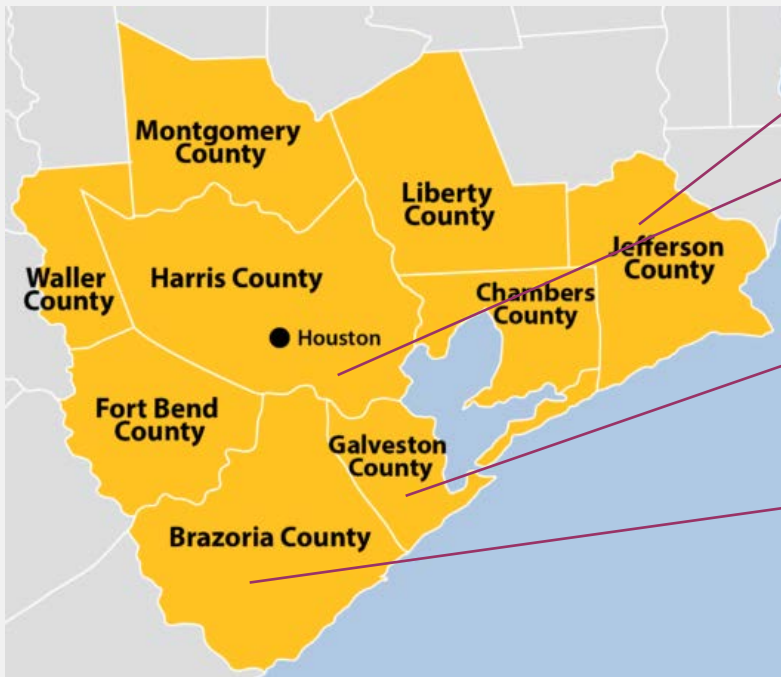 Montgomery
County
Liberty
County
Jefferson
County
Waller
County
Harris County
Chambers
County
Houston
Fort Bend
County
Galveston
County
Brazoria County